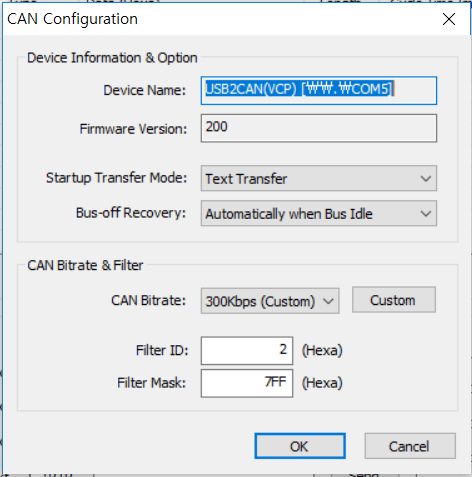 CAN Configuration
Device Information & Option
Device Name: USB2CAN(VCP) [₩₩.₩COM5]
Firmware Version: 200
Startup Transfer Mode: Text Transfer
Bus-off Recovery: Automatically when Bus Idle
CAN Bitrate & Filter
CAN Bitrate: 300Kbps (Custom) Custom
Filter ID: 2 (Hexa)
Filter Mask: 7FF (Hexa)
OK Cancel